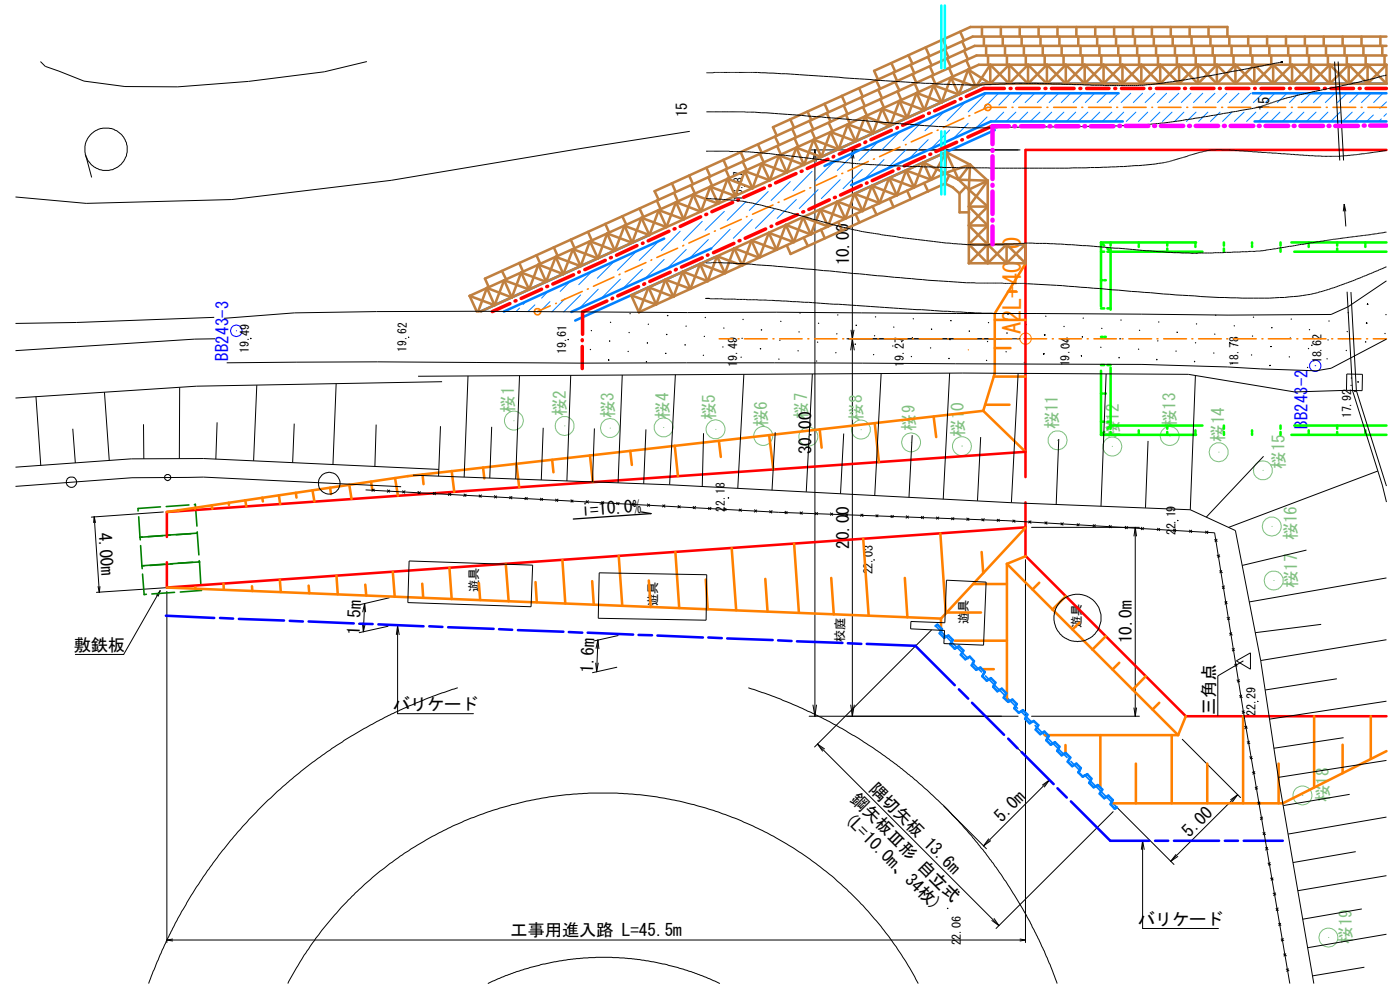 15
15
10.00
A2L+40.0
BB243-3
19.49
19.62
19.61
19.49
19.04
18.78
18.62
BB243-2
17.92
桜1
桜2
桜3
桜4
桜5
桜6
桜7
桜8
桜9
桜10
桜11
桜12
桜13
桜14
桜15
桜16
桜17
桜18
桜19
30.00
20.00
i=10.0%
22.18
22.03
22.19
4.00m
敷鉄板
遊具
遊具
遊具
遊具
校庭
1.5m
1.6m
バリケード
10.0m
三角点
22.29
隅切矢板 13.6m
鋼矢板Ⅲ形 自立式
(L=10.0m、34枚)
5.0m
5.00
22.06
バリケード
工事用進入路 L=45.5m